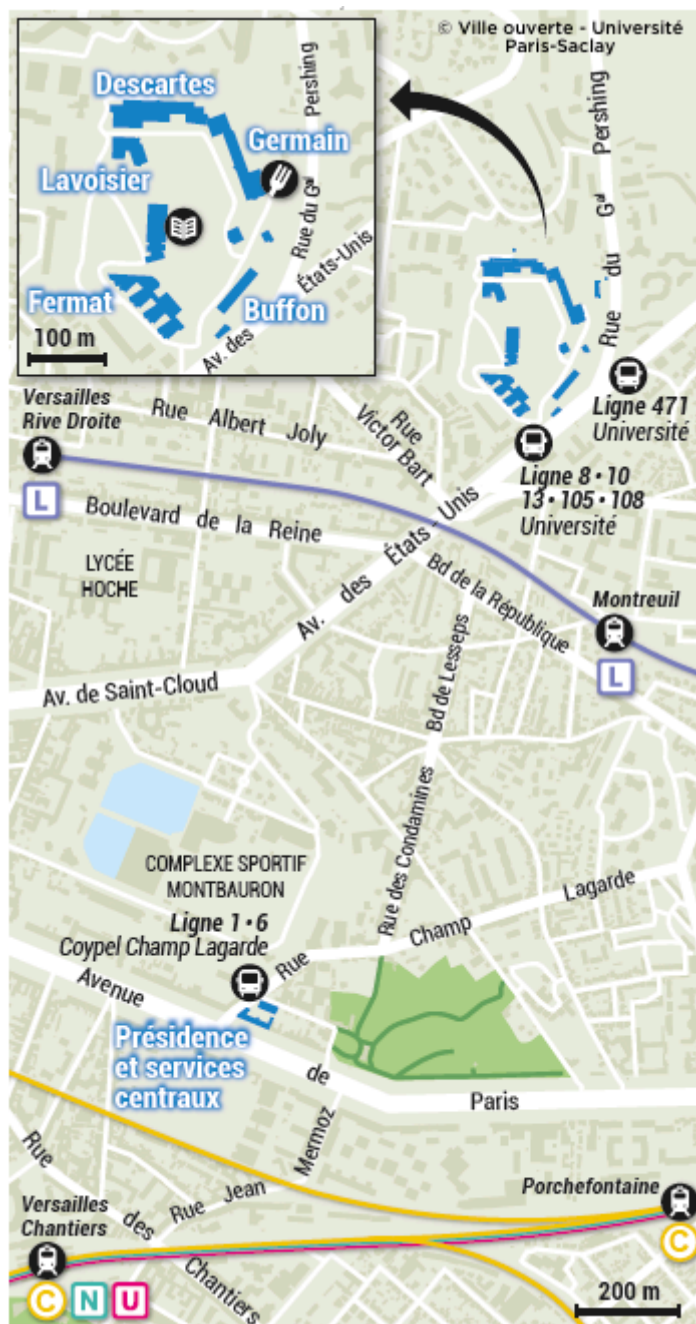 © Ville ouverte - Université
Paris-Saclay
Descartes
Germain
Lavoisier
Fermat
Buffon
Rue du Gal Pershing
Av. des États-Unis
100 m
Rue du Gal Pershing
Versailles
Rive Droite
L
Rue Albert Joly
Rue
Victor Bart
Ligne 471
Université
Ligne 8 • 10
13 • 105 • 108
Université
Boulevard de la Reine
LYCÉE
HOCHE
Av. des États - Unis
Bd de la République
Montreuil
L
Bd de Lesseps
Av. de Saint-Cloud
COMPLEXE SPORTIF
MONTBAURON
Rue des Condamines
Ligne 1 • 6
Coypel Champ Lagarde
Rue Champ Lagarde
Avenue de Paris
Présidence
et services
centraux
Rue Jean Mermoz
Rue des Chantiers
Versailles
Chantiers
C N U
Porchefontaine
C
200 m